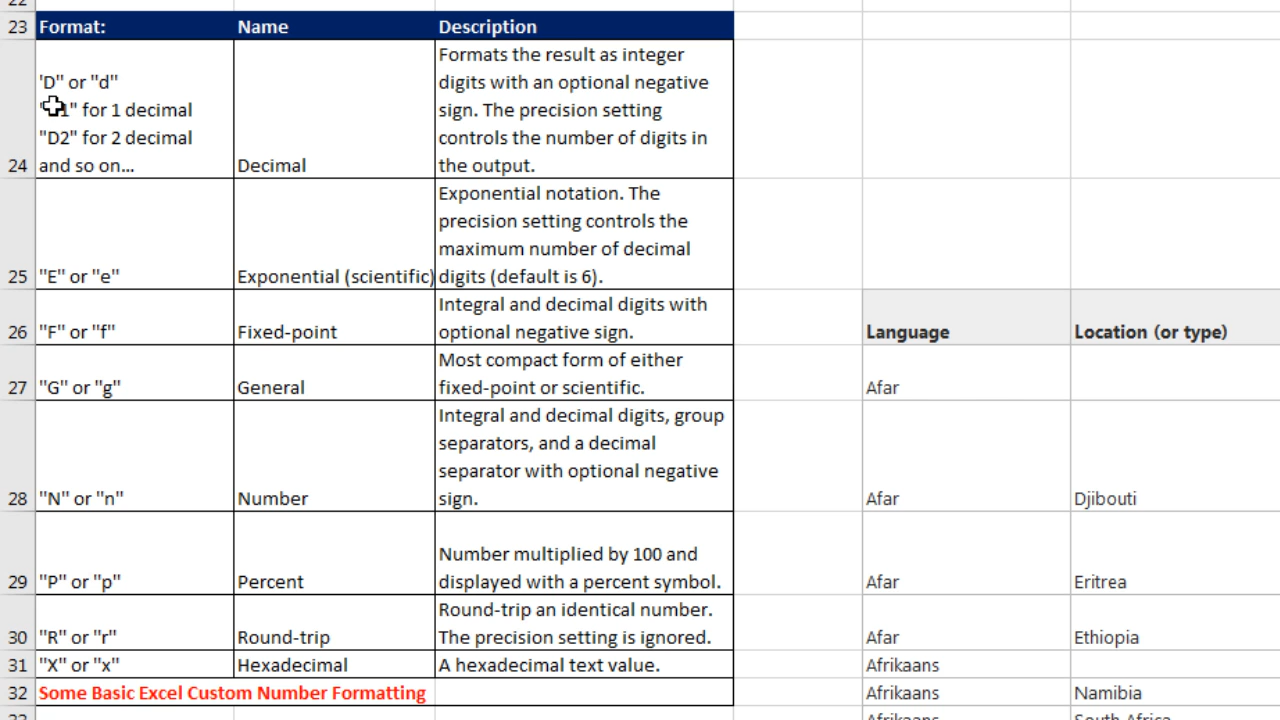 22
23 Format: Name Description
'D" or "d"
1" for 1 decimal
"D2" for 2 decimal
and so on...
24 Decimal
Formats the result as integer
digits with an optional negative
sign. The precision setting
controls the number of digits in
the output.
25 "E" or "e" Exponential (scientific)
Exponential notation. The
precision setting controls the
maximum number of decimal
digits (default is 6).
26 "F" or "f" Fixed-point
Integral and decimal digits with
optional negative sign.
Language Location (or type)
27 "G" or "g" General
Most compact form of either
fixed-point or scientific.
Afar
28 "N" or "n" Number
Integral and decimal digits, group
separators, and a decimal
separator with optional negative
sign.
Afar Djibouti
29 "P" or "p" Percent
Number multiplied by 100 and
displayed with a percent symbol.
Afar Eritrea
30 "R" or "r" Round-trip
Round-trip an identical number.
The precision setting is ignored.
Afar Ethiopia
31 "X" or "x" Hexadecimal A hexadecimal text value. Afrikaans
32 Some Basic Excel Custom Number Formatting Afrikaans Namibia
Afrikaans South Africa